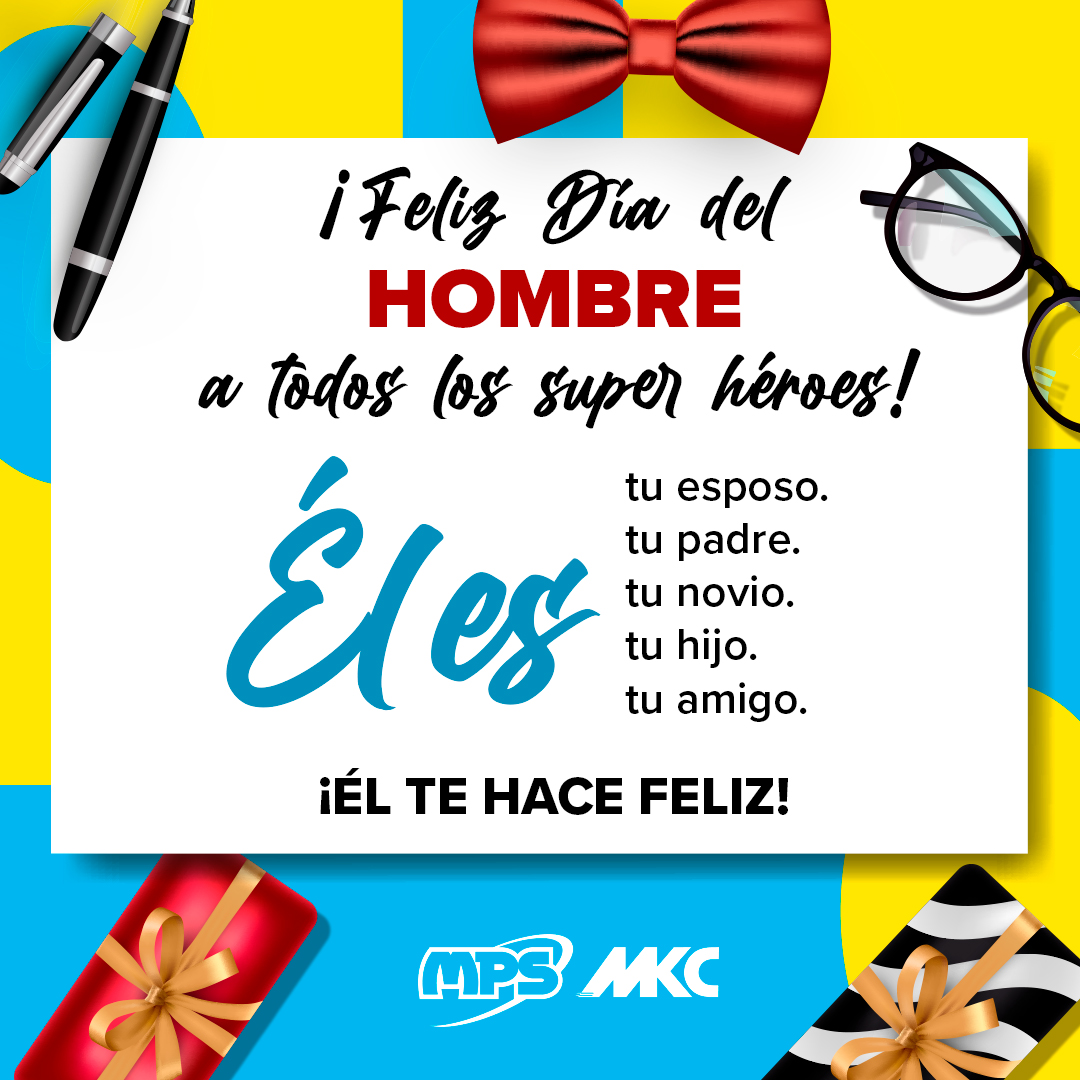 ¡Feliz Día del
HOMBRE
a todos los super héroes!
Él es
tu esposo.
tu padre.
tu novio.
tu hijo.
tu amigo.
¡ÉL TE HACE FELIZ!
MPS MKC